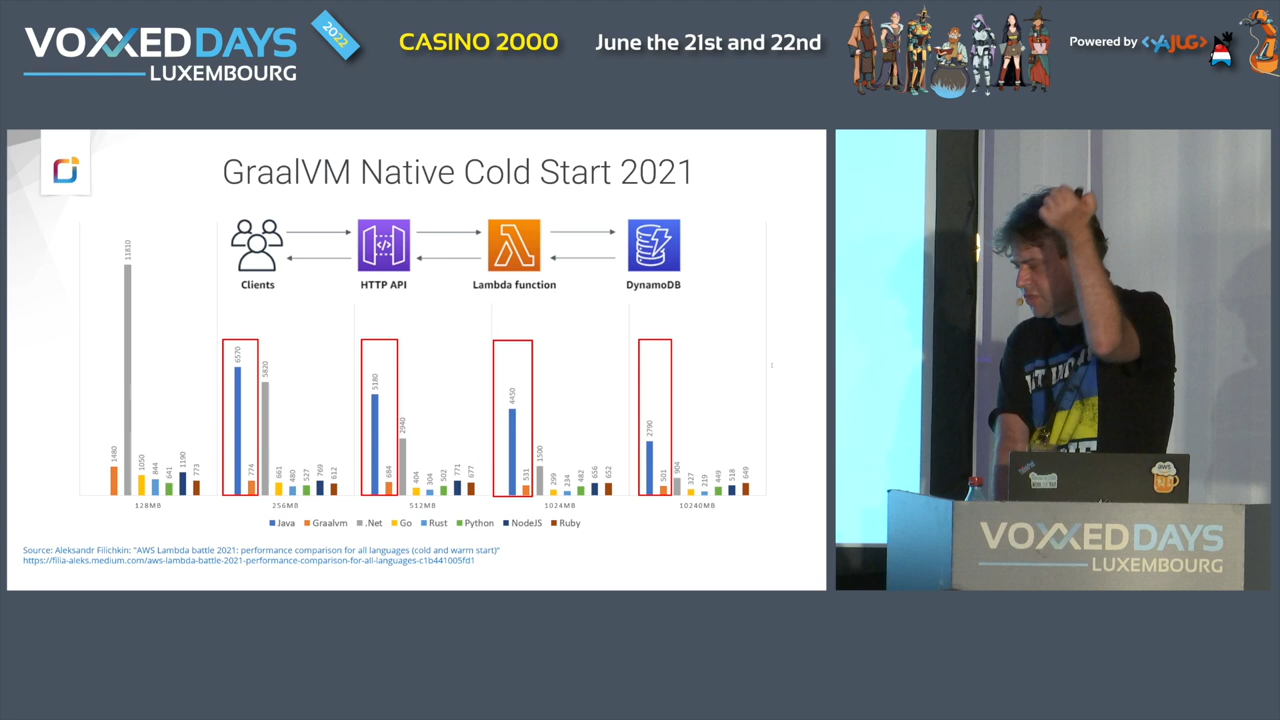 VOXXEDDAYS
2022
LUXEMBOURG
CASINO 2000
June the 21st and 22nd
Powered by <YAJUG>
GraalVM Native Cold Start 2021
Clients
HTTP API
Lambda function
DynamoDB
1480
11810
1050
844
641
1190
773
6570
774
5820
661
480
527
769
612
5180
684
2940
404
304
502
771
677
4450
531
1500
299
234
482
656
652
2790
501
904
327
219
449
518
649
128MB
256MB
512MB
1024MB
10240MB
Java Graalvm .Net Go Rust Python NodeJS Ruby
Source: Aleksandr Filichkin: "AWS Lambda battle 2021: performance comparison for all languages (cold and warm start)"
https://filia-aleks.medium.com/aws-lambda-battle-2021-performance-comparison-for-all-languages-c1b441005fd1
aws
VOXXEDDAYS
LUXEMBOURG